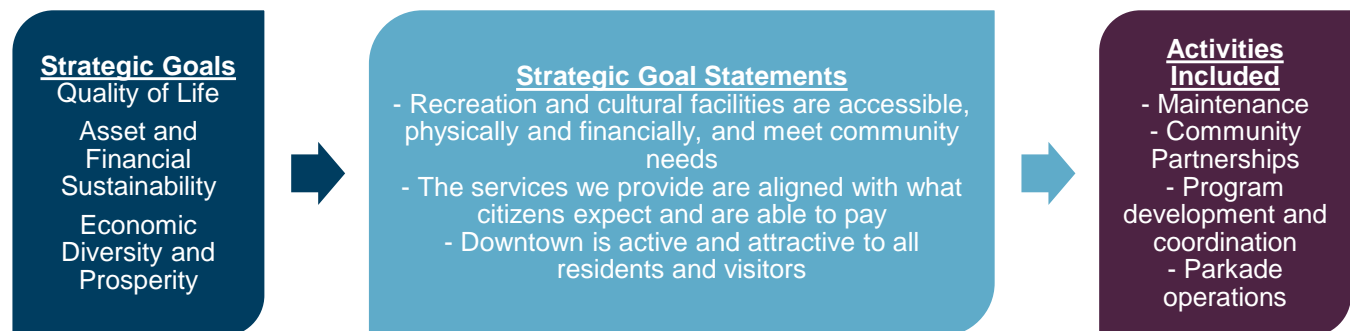 Strategic Goals
Quality of Life
Asset and
Financial
Sustainability
Economic
Diversity and
Prosperity
Strategic Goal Statements
- Recreation and cultural facilities are accessible,
physically and financially, and meet community
needs
- The services we provide are aligned with what
citizens expect and are able to pay
- Downtown is active and attractive to all
residents and visitors
Activities
Included
- Maintenance
- Community
Partnerships
- Program
development and
coordination
- Parkade
operations